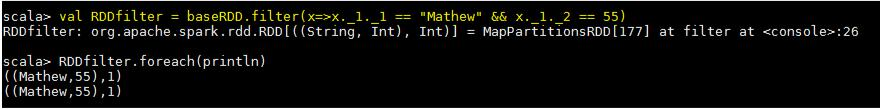 scala> val RDDfilter = baseRDD.filter(x=>x._1._1 == "Mathew" && x._1._2 == 55)
RDDfilter: org.apache.spark.rdd.RDD[((String, Int), Int)] = MapPartitionsRDD[177] at filter at <console>:26
scala> RDDfilter.foreach(println)
((Mathew,55),1)
((Mathew,55),1)